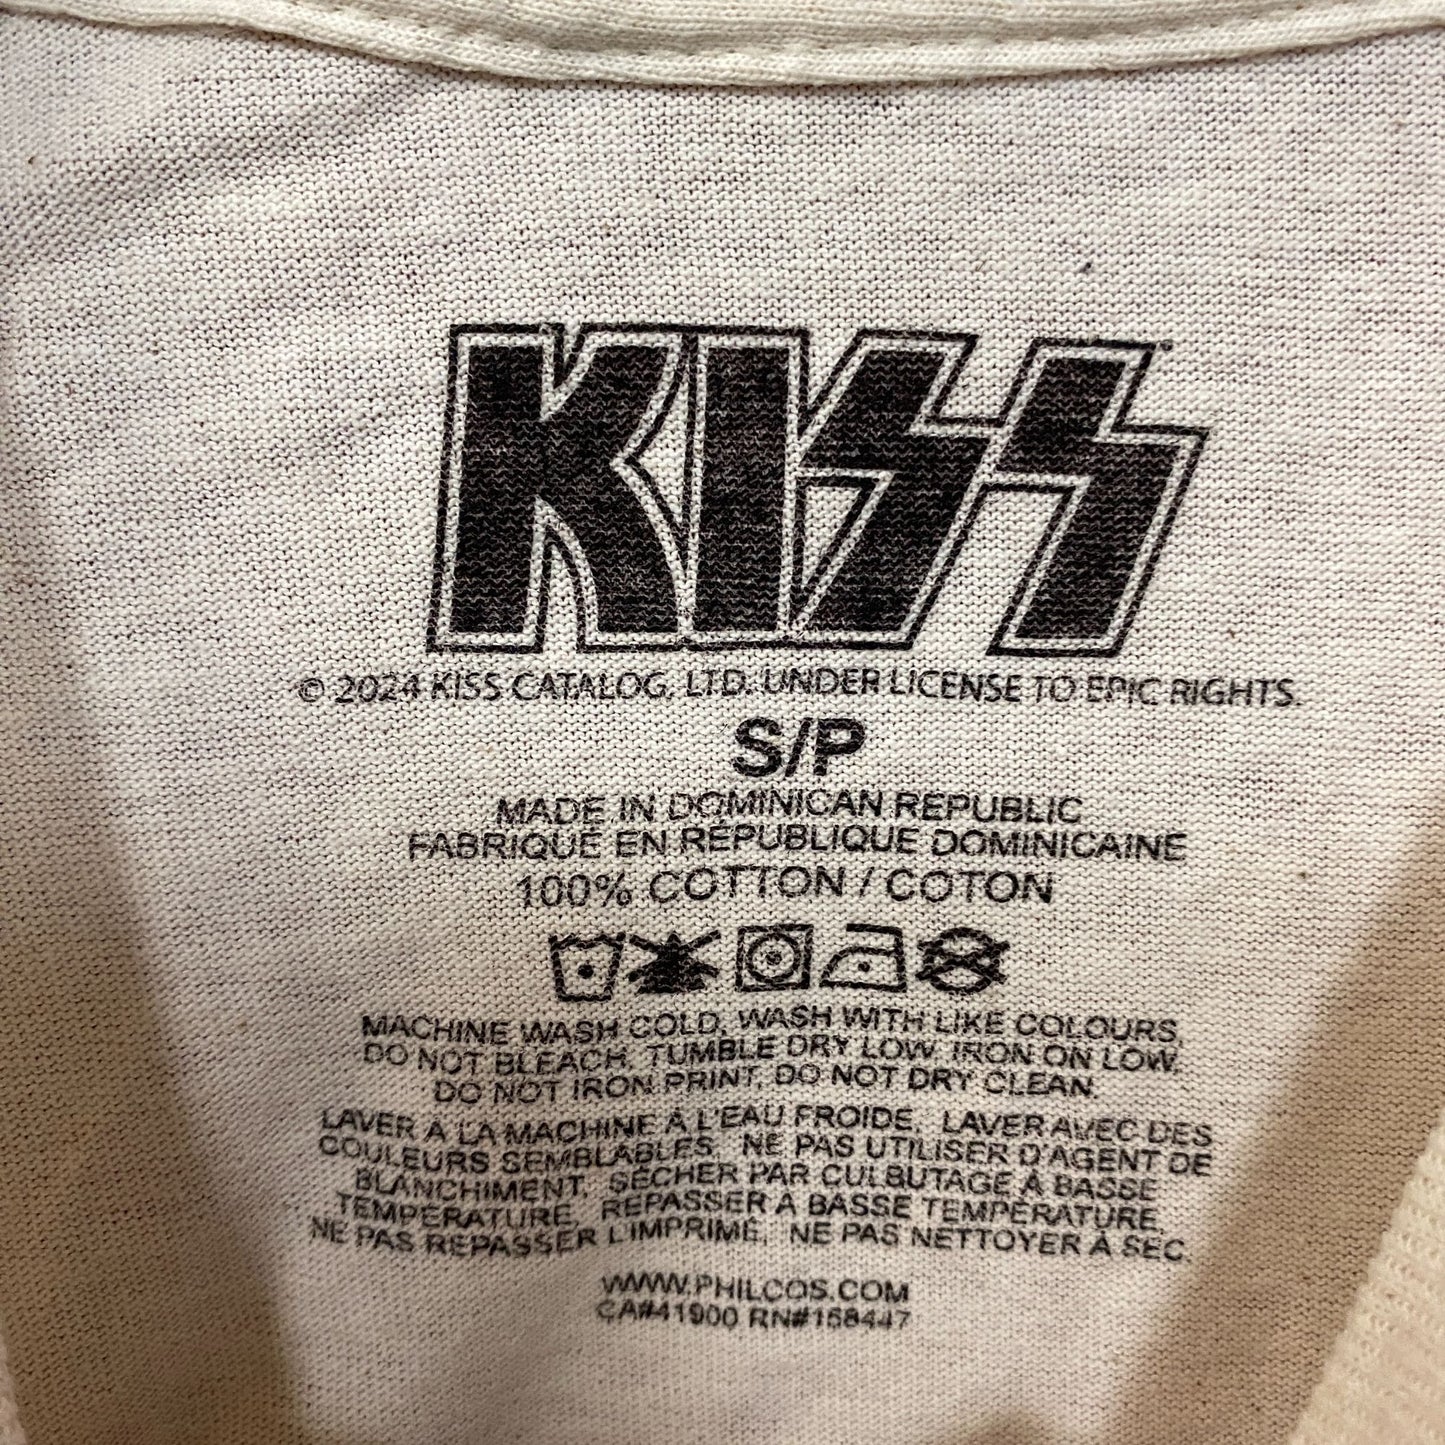 KISS™
© 2024 KISS CATALOG, LTD. UNDER LICENSE TO EPIC RIGHTS.
S/P
MADE IN DOMINICAN REPUBLIC
FABRIQUÉ EN RÉPUBLIQUE DOMINICAINE
100% COTTON / COTON
MACHINE WASH COLD, WASH WITH LIKE COLOURS,
DO NOT BLEACH, TUMBLE DRY LOW, IRON ON LOW,
DO NOT IRON PRINT, DO NOT DRY CLEAN.
LAVER À LA MACHINE À L'EAU FROIDE, LAVER AVEC DES
COULEURS SEMBLABLES, NE PAS UTILISER D'AGENT DE
BLANCHIMENT, SÉCHER PAR CULBUTAGE À BASSE
TEMPÉRATURE, REPASSER À BASSE TEMPÉRATURE,
NE PAS REPASSER L'IMPRIMÉ, NE PAS NETTOYER À SEC.
WWW.PHILCOS.COM
CA#41900 RN#158447